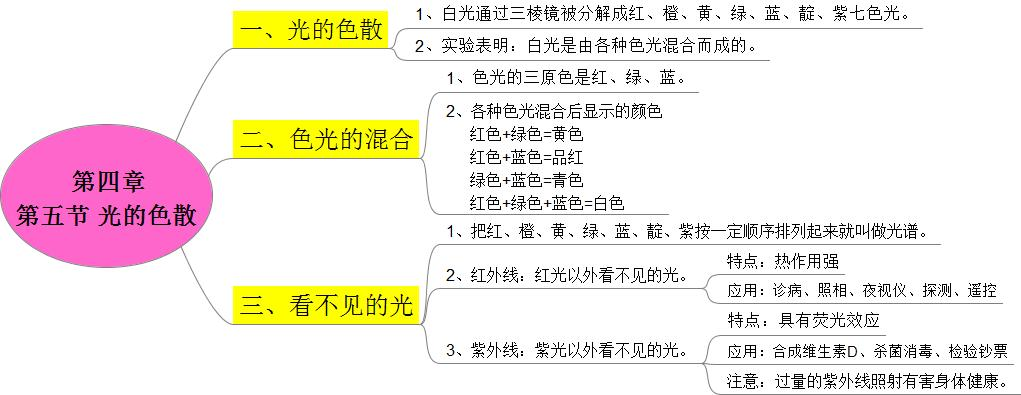 第四章
第五节 光的色散
一、光的色散
1、白光通过三棱镜被分解成红、橙、黄、绿、蓝、靛、紫七色光。
2、实验表明：白光是由各种色光混合而成的。
二、色光的混合
1、色光的三原色是红、绿、蓝。
2、各种色光混合后显示的颜色
红色+绿色=黄色
红色+蓝色=品红
绿色+蓝色=青色
红色+绿色+蓝色=白色
三、看不见的光
1、把红、橙、黄、绿、蓝、靛、紫按一定顺序排列起来就叫做光谱。
2、红外线：红光以外看不见的光。
特点：热作用强
应用：诊病、照相、夜视仪、探测、遥控
3、紫外线：紫光以外看不见的光。
特点：具有荧光效应
应用：合成维生素D、杀菌消毒、检验钞票
注意：过量的紫外线照射有害身体健康。